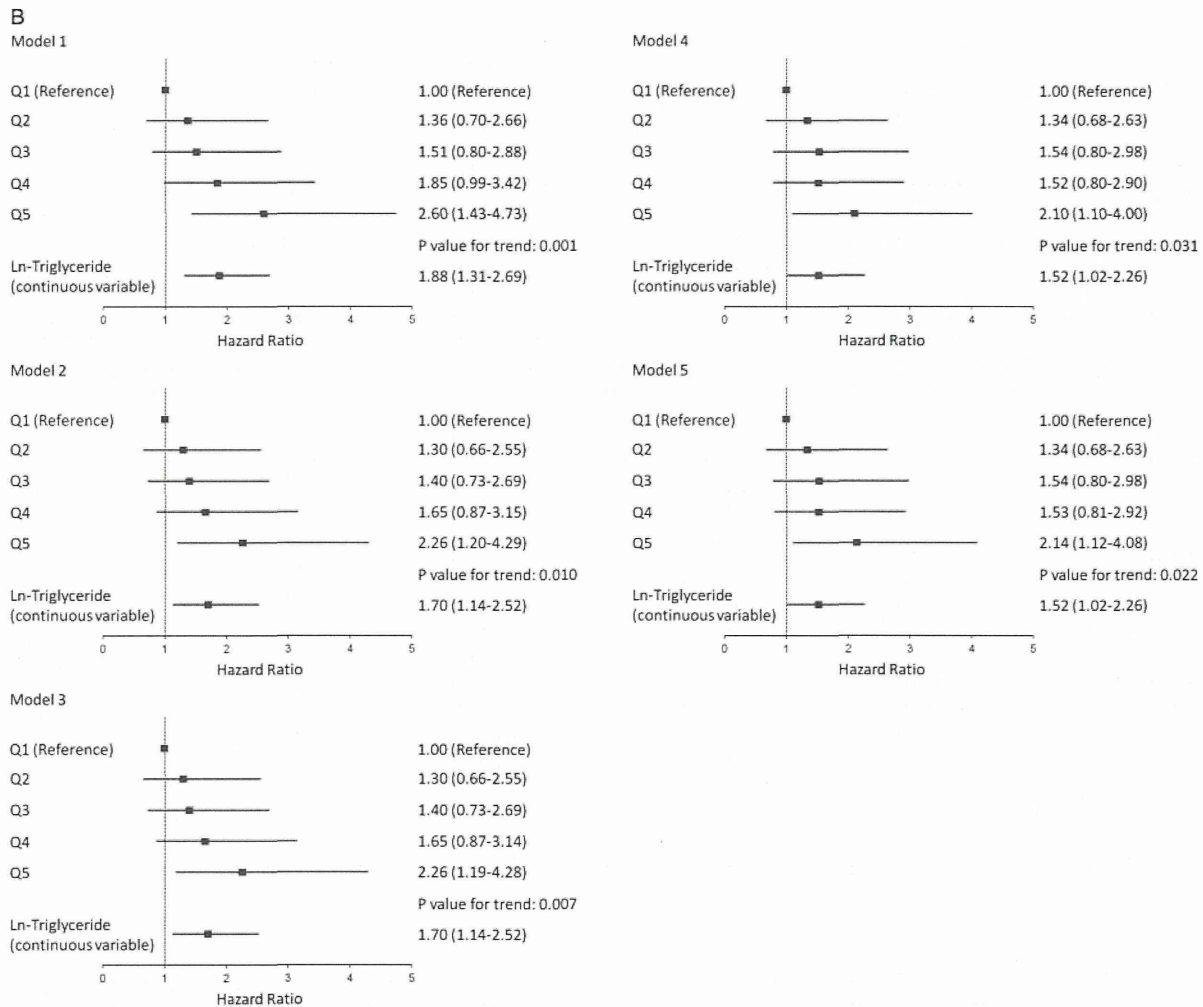 B
Model 1
Q1 (Reference) 1.00 (Reference)
Q2 1.36 (0.70-2.66)
Q3 1.51 (0.80-2.88)
Q4 1.85 (0.99-3.42)
Q5 2.60 (1.43-4.73)
P value for trend: 0.001
Ln-Triglyceride
(continuous variable) 1.88 (1.31-2.69)
0 1 2 3 4 5
Hazard Ratio
Model 2
Q1 (Reference) 1.00 (Reference)
Q2 1.30 (0.66-2.55)
Q3 1.40 (0.73-2.69)
Q4 1.65 (0.87-3.15)
Q5 2.26 (1.20-4.29)
P value for trend: 0.010
Ln-Triglyceride
(continuous variable) 1.70 (1.14-2.52)
0 1 2 3 4 5
Hazard Ratio
Model 3
Q1 (Reference) 1.00 (Reference)
Q2 1.30 (0.66-2.55)
Q3 1.40 (0.73-2.69)
Q4 1.65 (0.87-3.14)
Q5 2.26 (1.19-4.28)
P value for trend: 0.007
Ln-Triglyceride
(continuous variable) 1.70 (1.14-2.52)
0 1 2 3 4 5
Hazard Ratio
Model 4
Q1 (Reference) 1.00 (Reference)
Q2 1.34 (0.68-2.63)
Q3 1.54 (0.80-2.98)
Q4 1.52 (0.80-2.90)
Q5 2.10 (1.10-4.00)
P value for trend: 0.031
Ln-Triglyceride
(continuous variable) 1.52 (1.02-2.26)
0 1 2 3 4 5
Hazard Ratio
Model 5
Q1 (Reference) 1.00 (Reference)
Q2 1.34 (0.68-2.63)
Q3 1.54 (0.80-2.98)
Q4 1.53 (0.81-2.92)
Q5 2.14 (1.12-4.08)
P value for trend: 0.022
Ln-Triglyceride
(continuous variable) 1.52 (1.02-2.26)
0 1 2 3 4 5
Hazard Ratio